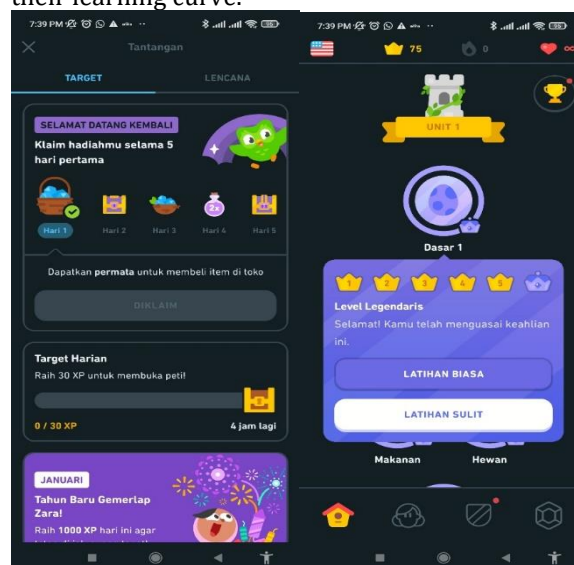 their learning curve.
7:39 PM
Tantangan
TARGET
LENCANA
SELAMAT DATANG KEMBALI
Klaim hadiahmu selama 5
hari pertama
2x
Hari 1
Hari 2
Hari 3
Hari 4
Hari 5
Dapatkan permata untuk membeli item di toko
DIKLAIM
Target Harian
Raih 30 XP untuk membuka peti!
0 / 30 XP
4 jam lagi
JANUARI
Tahun Baru Gemerlap
Zara!
Raih 1000 XP hari ini agar
7:39 PM
75
0
∞
UNIT 1
Dasar 1
1
2
3
4
5
Level Legendaris
Selamat! Kamu telah menguasai keahlian
ini.
LATIHAN BIASA
LATIHAN SULIT
Makanan
Hewan